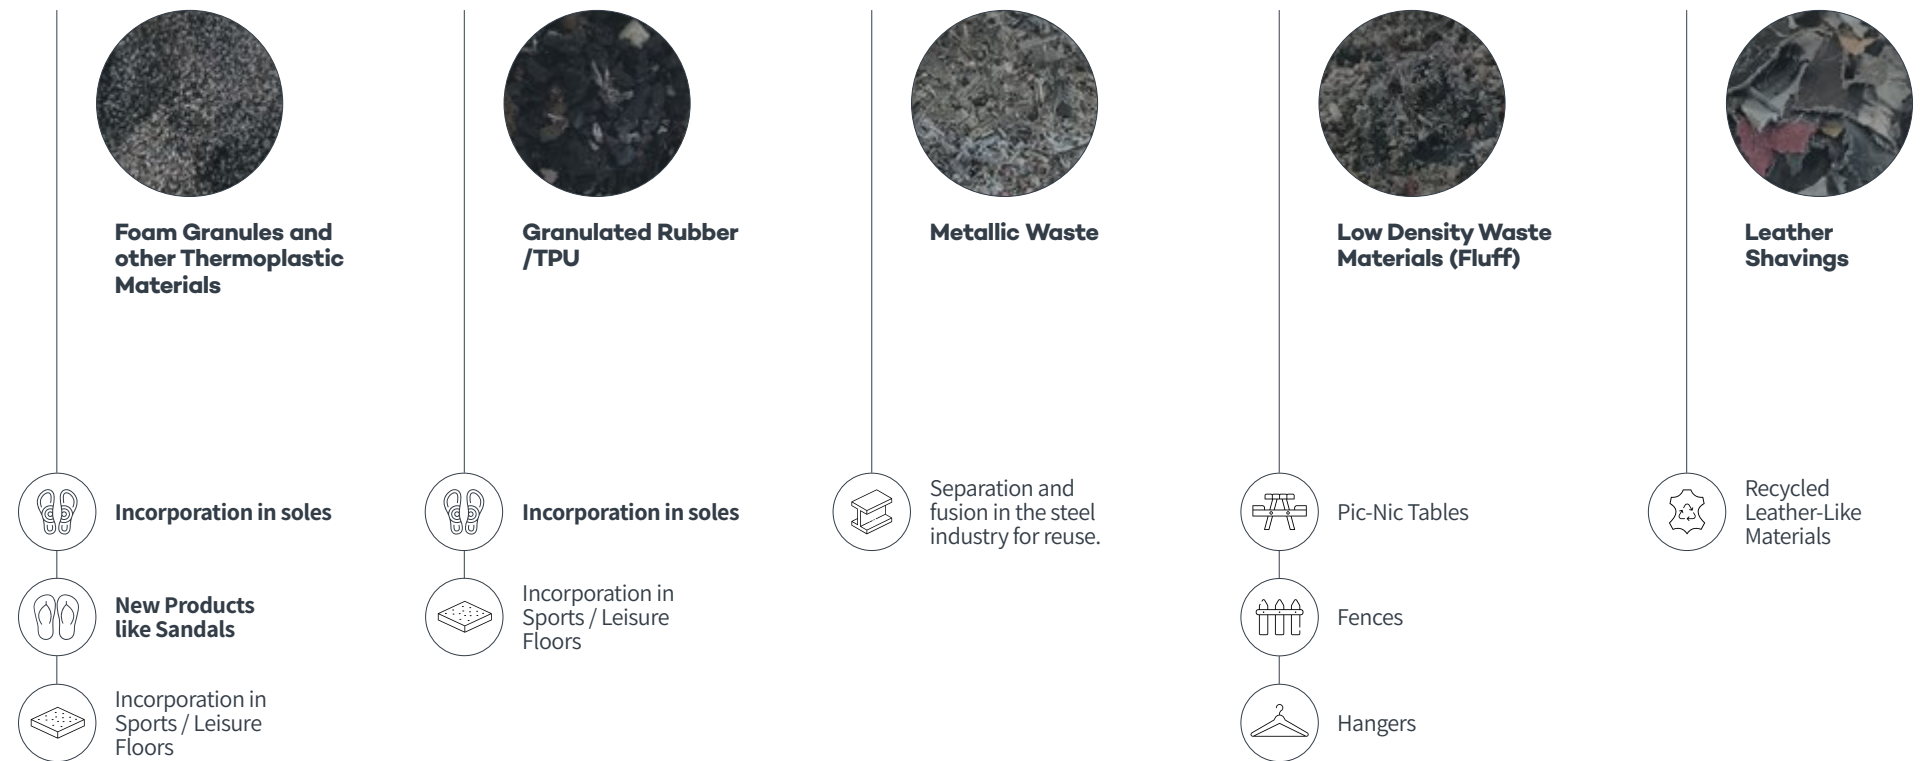 Foam Granules and
other Thermoplastic
Materials
Incorporation in soles
New Products
like Sandals
Incorporation in
Sports / Leisure
Floors
Granulated Rubber
/TPU
Incorporation in soles
Incorporation in
Sports / Leisure
Floors
Metallic Waste
Separation and
fusion in the steel
industry for reuse.
Low Density Waste
Materials (Fluff)
Pic-Nic Tables
Fences
Hangers
Leather
Shavings
Recycled
Leather-Like
Materials